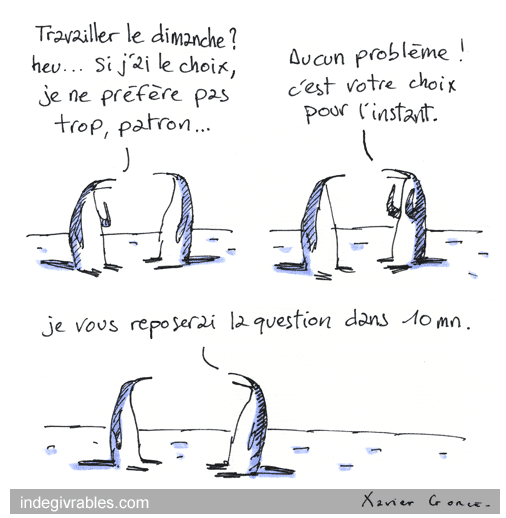 Travailler le dimanche?
heu... Si j'ai le choix,
je ne préfère pas
trop, patron...
Aucun problème!
c'est votre choix
pour l'instant.
je vous reposerai la question dans 10 mn.
indegivrables.com
Xavier Gorce.